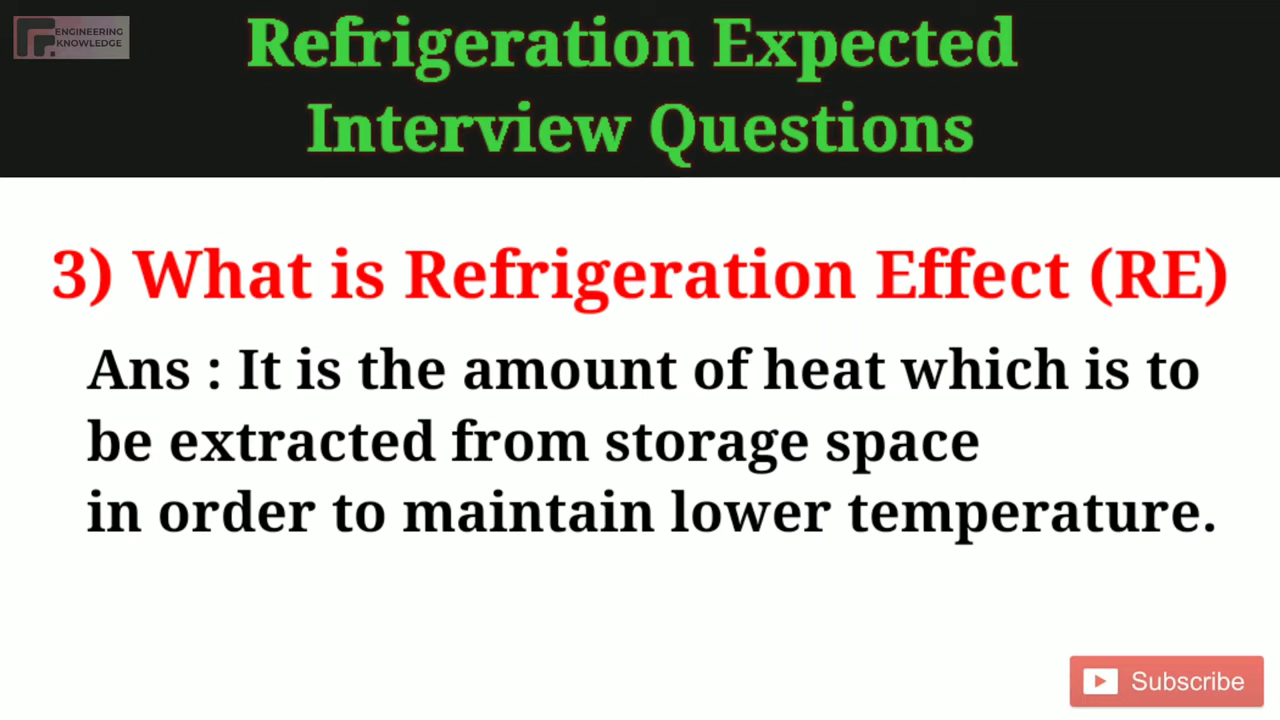 ENGINEERING
KNOWLEDGE
Refrigeration Expected
Interview Questions
3) What is Refrigeration Effect (RE)
Ans : It is the amount of heat which is to
be extracted from storage space
in order to maintain lower temperature.
Subscribe